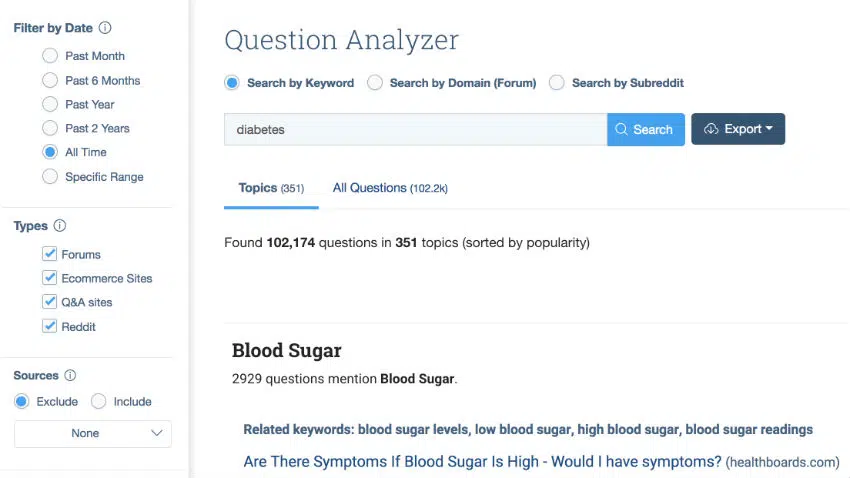 Filter by Date
Past Month
Past 6 Months
Past Year
Past 2 Years
All Time
Specific Range
Types
Forums
Ecommerce Sites
Q&A sites
Reddit
Sources
Exclude Include
None
Question Analyzer
Search by Keyword Search by Domain (Forum) Search by Subreddit
diabetes Search Export
Topics (351) All Questions (102.2k)
Found 102,174 questions in 351 topics (sorted by popularity)
Blood Sugar
2929 questions mention Blood Sugar.
Related keywords: blood sugar levels, low blood sugar, high blood sugar, blood sugar readings
Are There Symptoms If Blood Sugar Is High - Would I have symptoms? (healthboards.com)